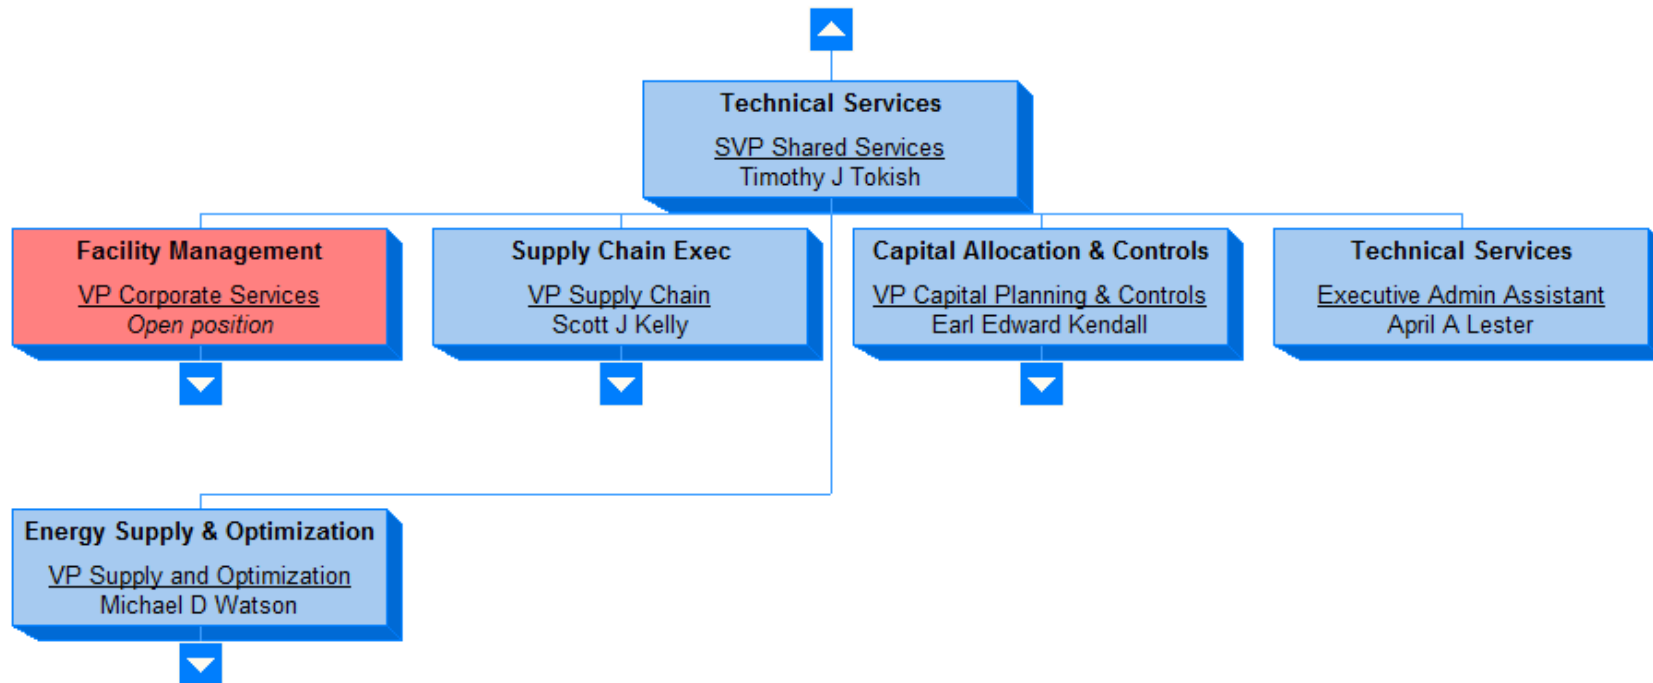 Technical Services
SVP Shared Services
Timothy J Tokish
Facility Management
VP Corporate Services
Open position
Supply Chain Exec
VP Supply Chain
Scott J Kelly
Capital Allocation & Controls
VP Capital Planning & Controls
Earl Edward Kendall
Technical Services
Executive Admin Assistant
April A Lester
Energy Supply & Optimization
VP Supply and Optimization
Michael D Watson